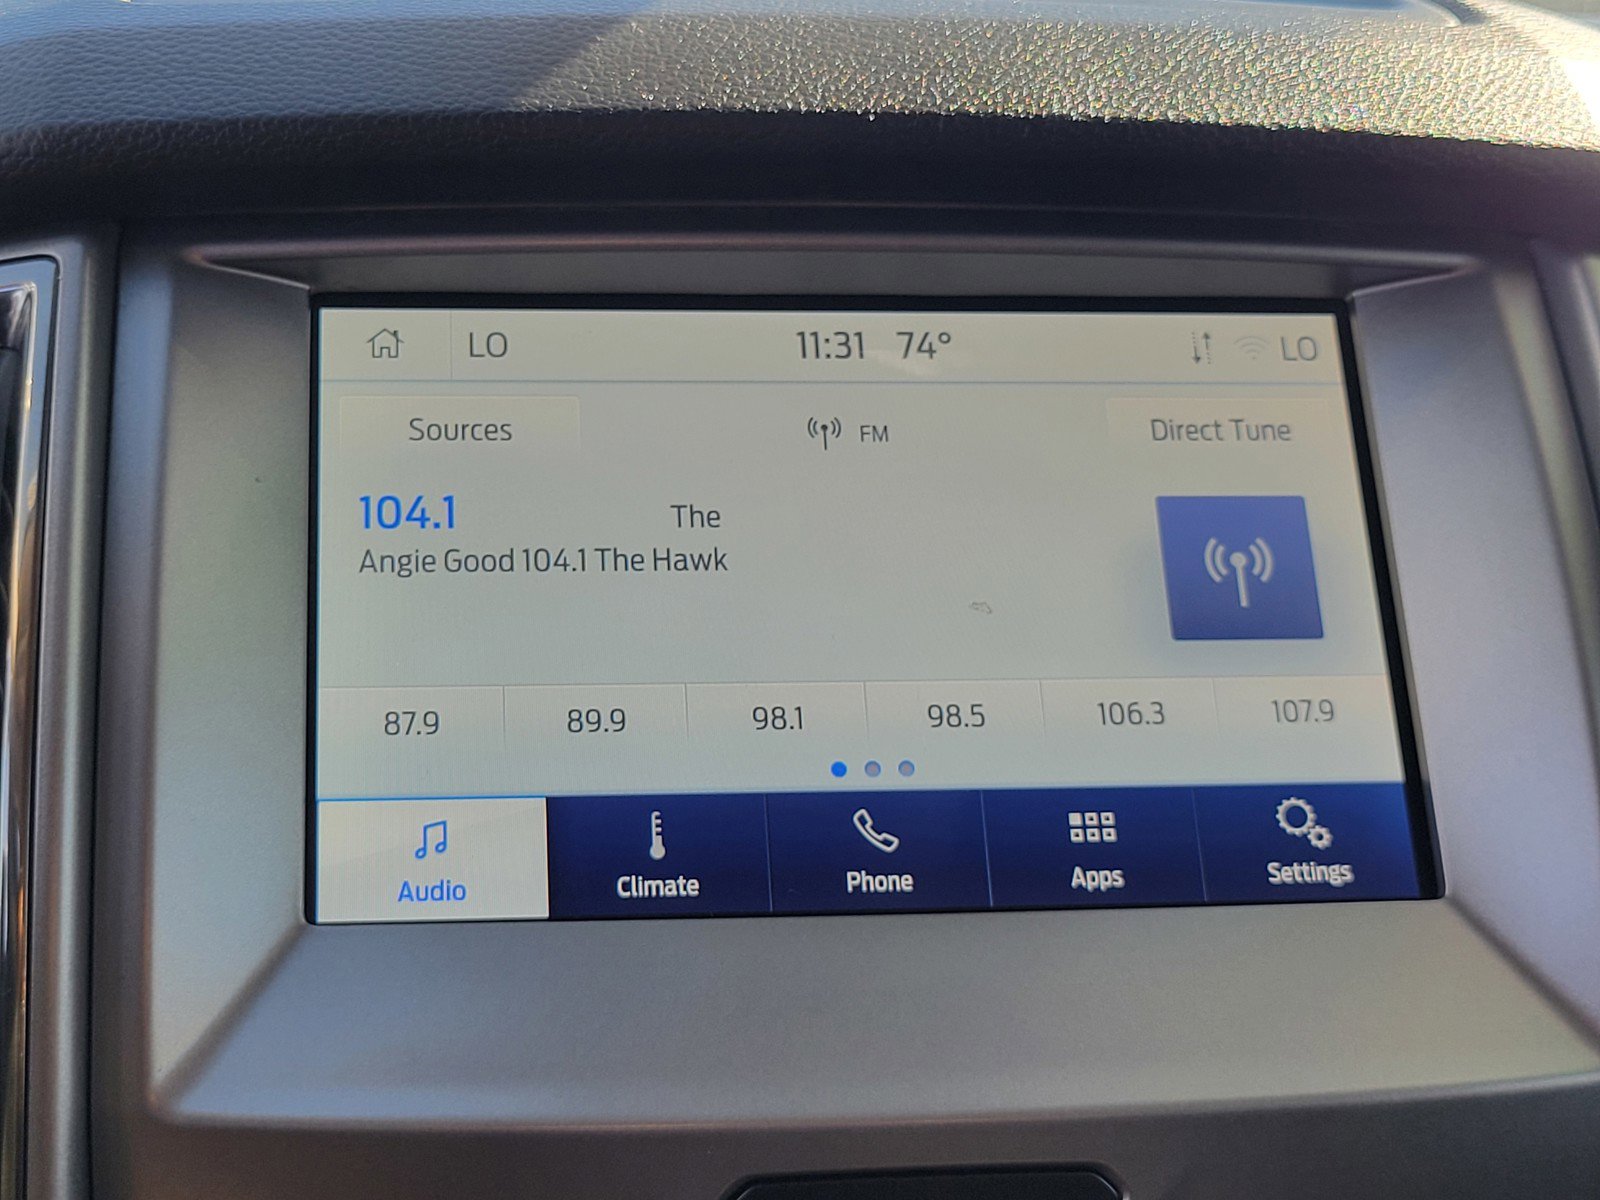 LO 11:31 74° LO
Sources FM Direct Tune
104.1 The
Angie Good 104.1 The Hawk
87.9 89.9 98.1 98.5 106.3 107.9
Audio Climate Phone Apps Settings